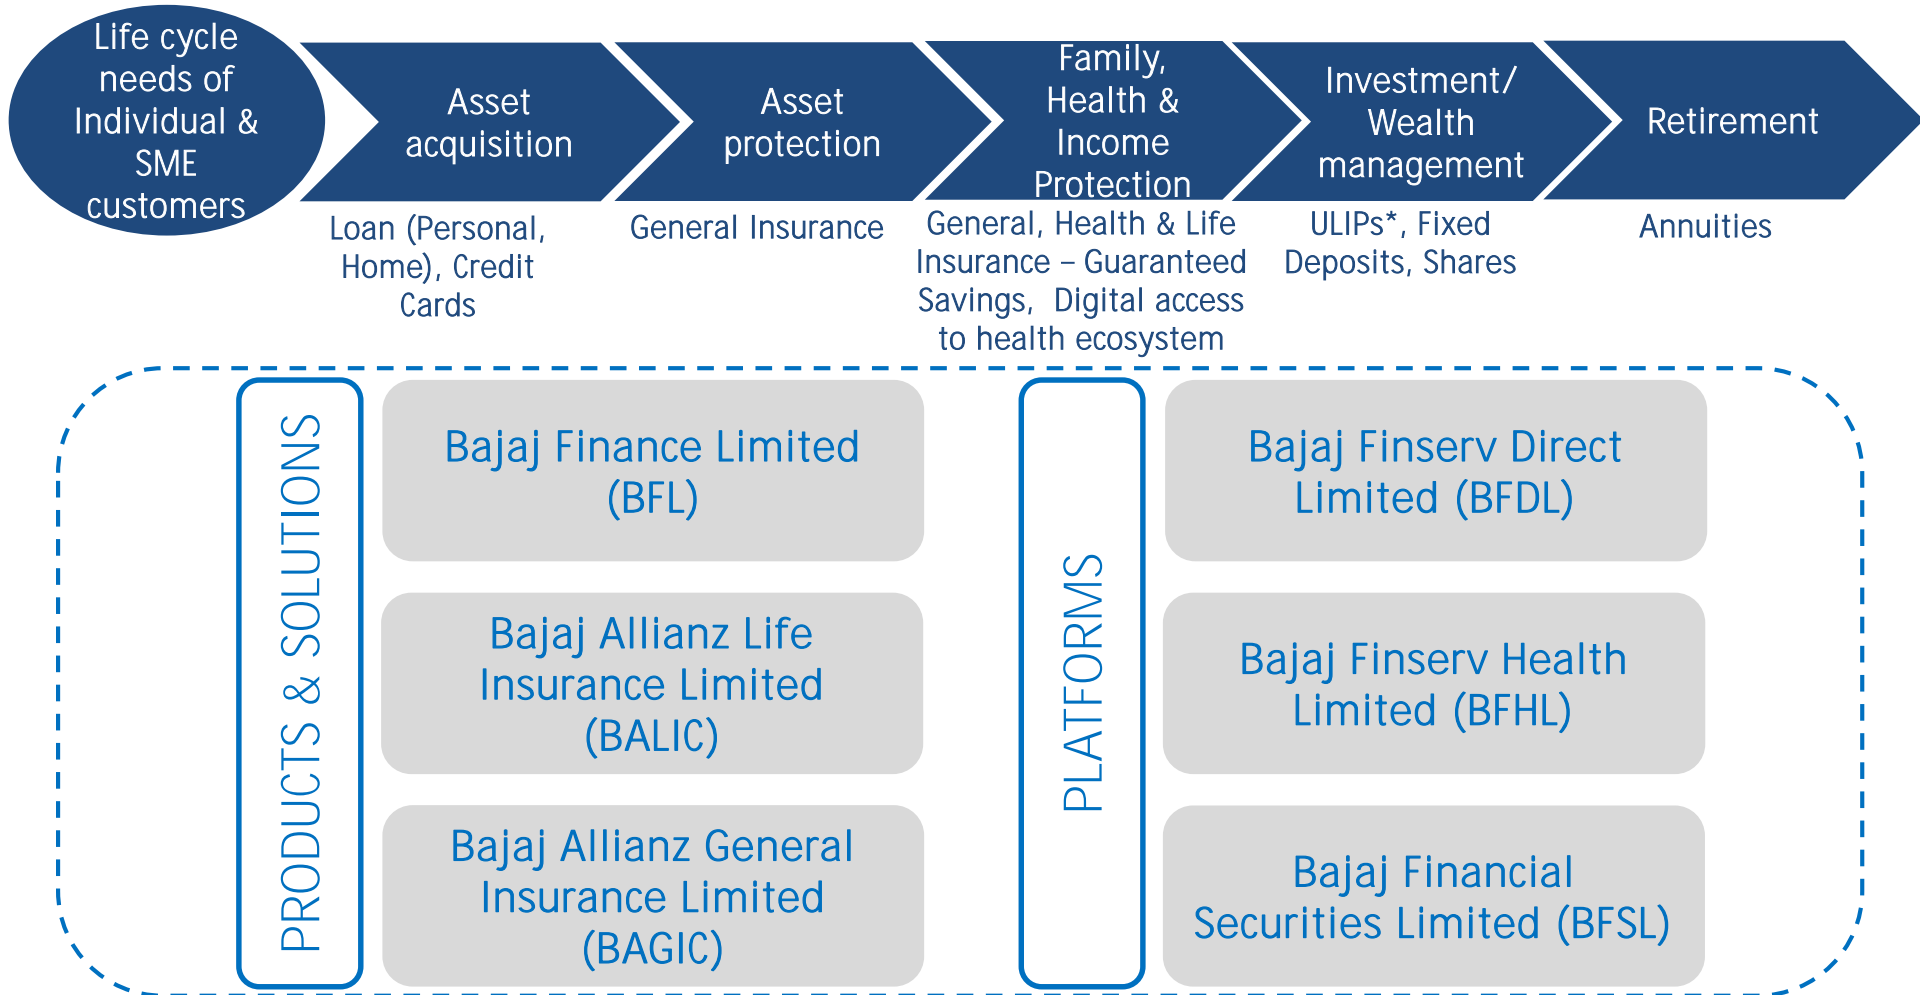 Life cycle
needs of
Individual &
SME
customers
Asset
acquisition
Asset
protection
Family,
Health &
Income
Protection
Investment/
Wealth
management
Retirement
Loan (Personal,
Home), Credit
Cards
General Insurance
General, Health & Life
Insurance – Guaranteed
Savings, Digital access
to health ecosystem
ULIPs*, Fixed
Deposits, Shares
Annuities
PRODUCTS & SOLUTIONS
Bajaj Finance Limited
(BFL)
Bajaj Allianz Life
Insurance Limited
(BALIC)
Bajaj Allianz General
Insurance Limited
(BAGIC)
PLATFORMS
Bajaj Finserv Direct
Limited (BFDL)
Bajaj Finserv Health
Limited (BFHL)
Bajaj Financial
Securities Limited (BFSL)